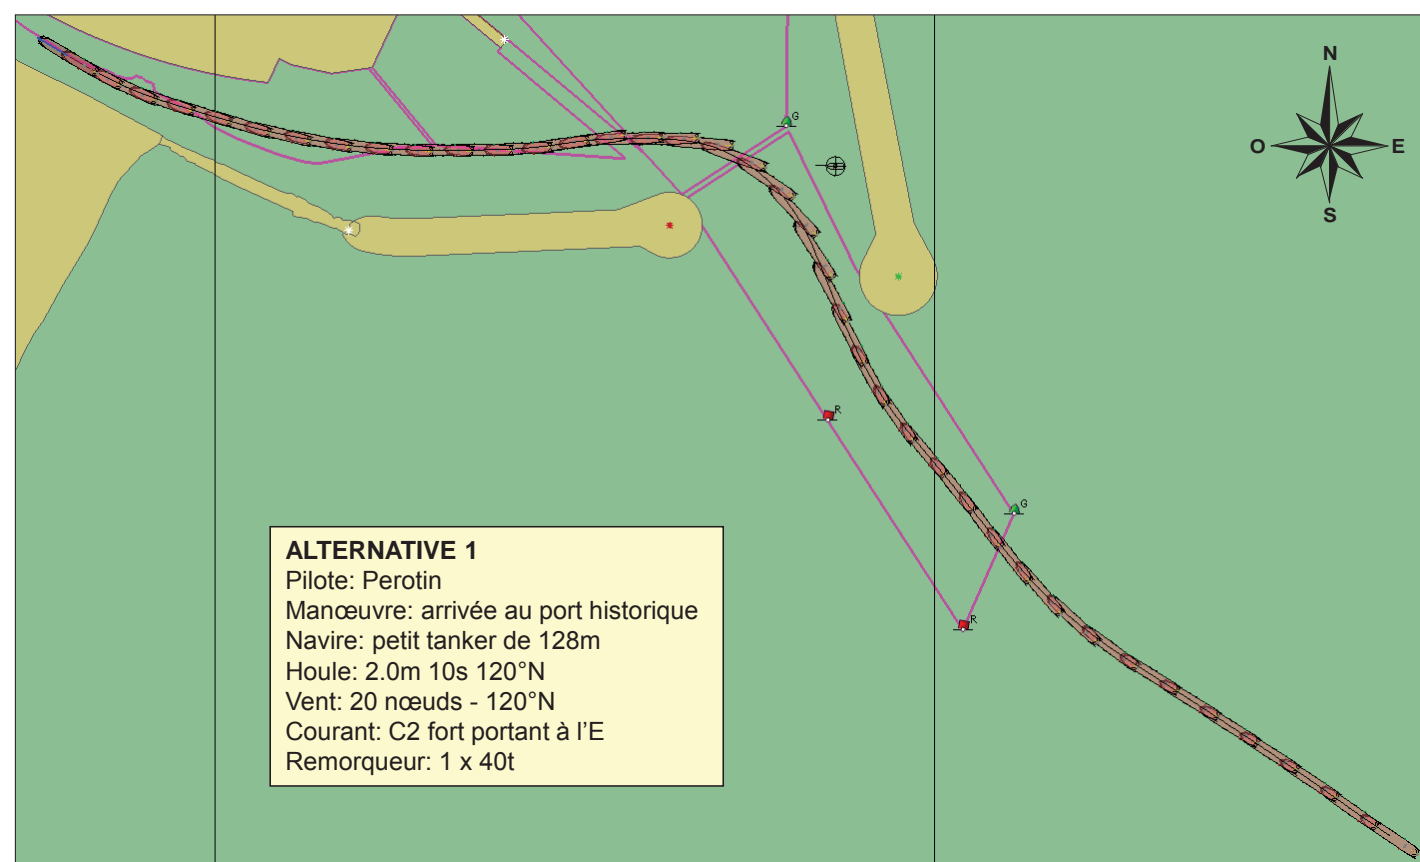 N
O
E
S
G
R
G
R
ALTERNATIVE 1
Pilote: Perotin
Manœuvre: arrivée au port historique
Navire: petit tanker de 128m
Houle: 2.0m 10s 120°N
Vent: 20 nœuds - 120°N
Courant: C2 fort portant à l’E
Remorqueur: 1 x 40t